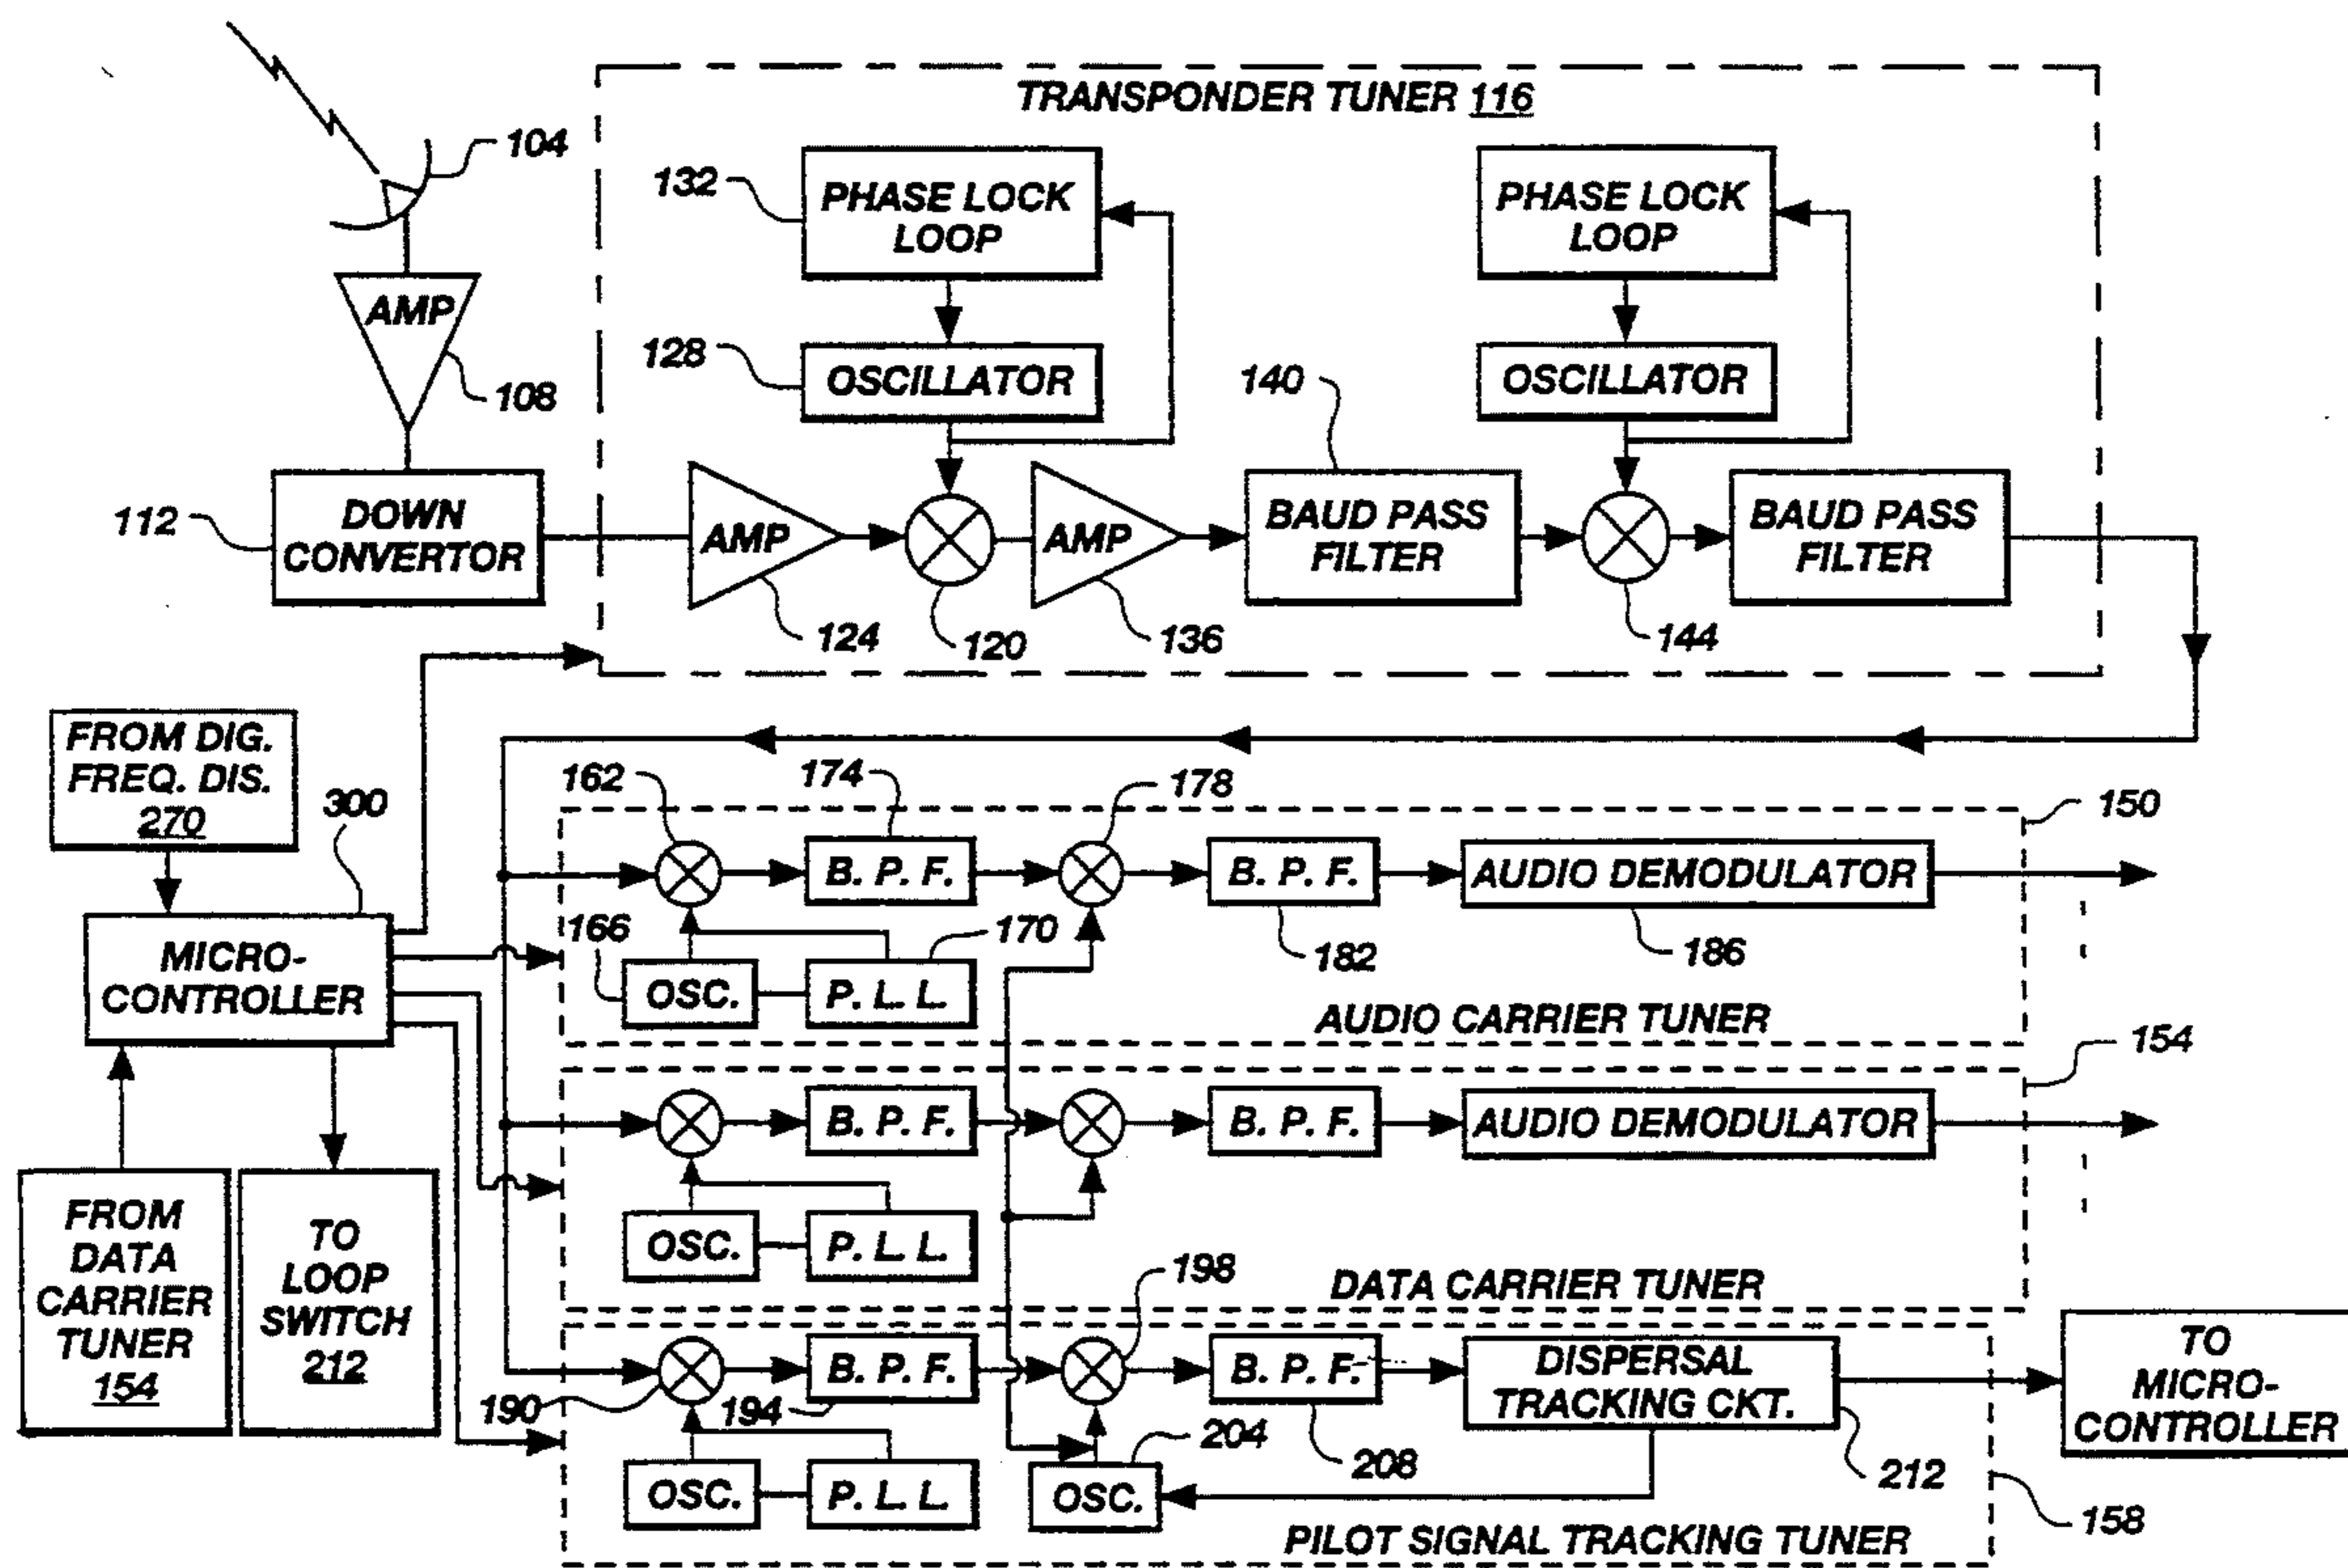 TRANSPONDER TUNER 116
104
132
PHASE LOCK
LOOP
PHASE LOCK
LOOP
AMP
108
128
OSCILLATOR
140
OSCILLATOR
112
DOWN
CONVERTOR
AMP
124
120
AMP
136
BAUD PASS
FILTER
144
BAUD PASS
FILTER
FROM DIG.
FREQ. DIS.
270
300
MICRO-
CONTROLLER
FROM
DATA
CARRIER
TUNER
154
TO
LOOP
SWITCH
212
162
174
178
150
B. P. F.
B. P. F.
AUDIO DEMODULATOR
166
OSC.
170
P. L. L.
182
186
AUDIO CARRIER TUNER
154
B. P. F.
B. P. F.
AUDIO DEMODULATOR
OSC.
P. L. L.
198
DATA CARRIER TUNER
190
B. P. F.
194
B. P. F.
208
DISPERSAL
TRACKING CKT.
212
TO
MICRO-
CONTROLLER
OSC.
P. L. L.
204
OSC.
158
PILOT SIGNAL TRACKING TUNER